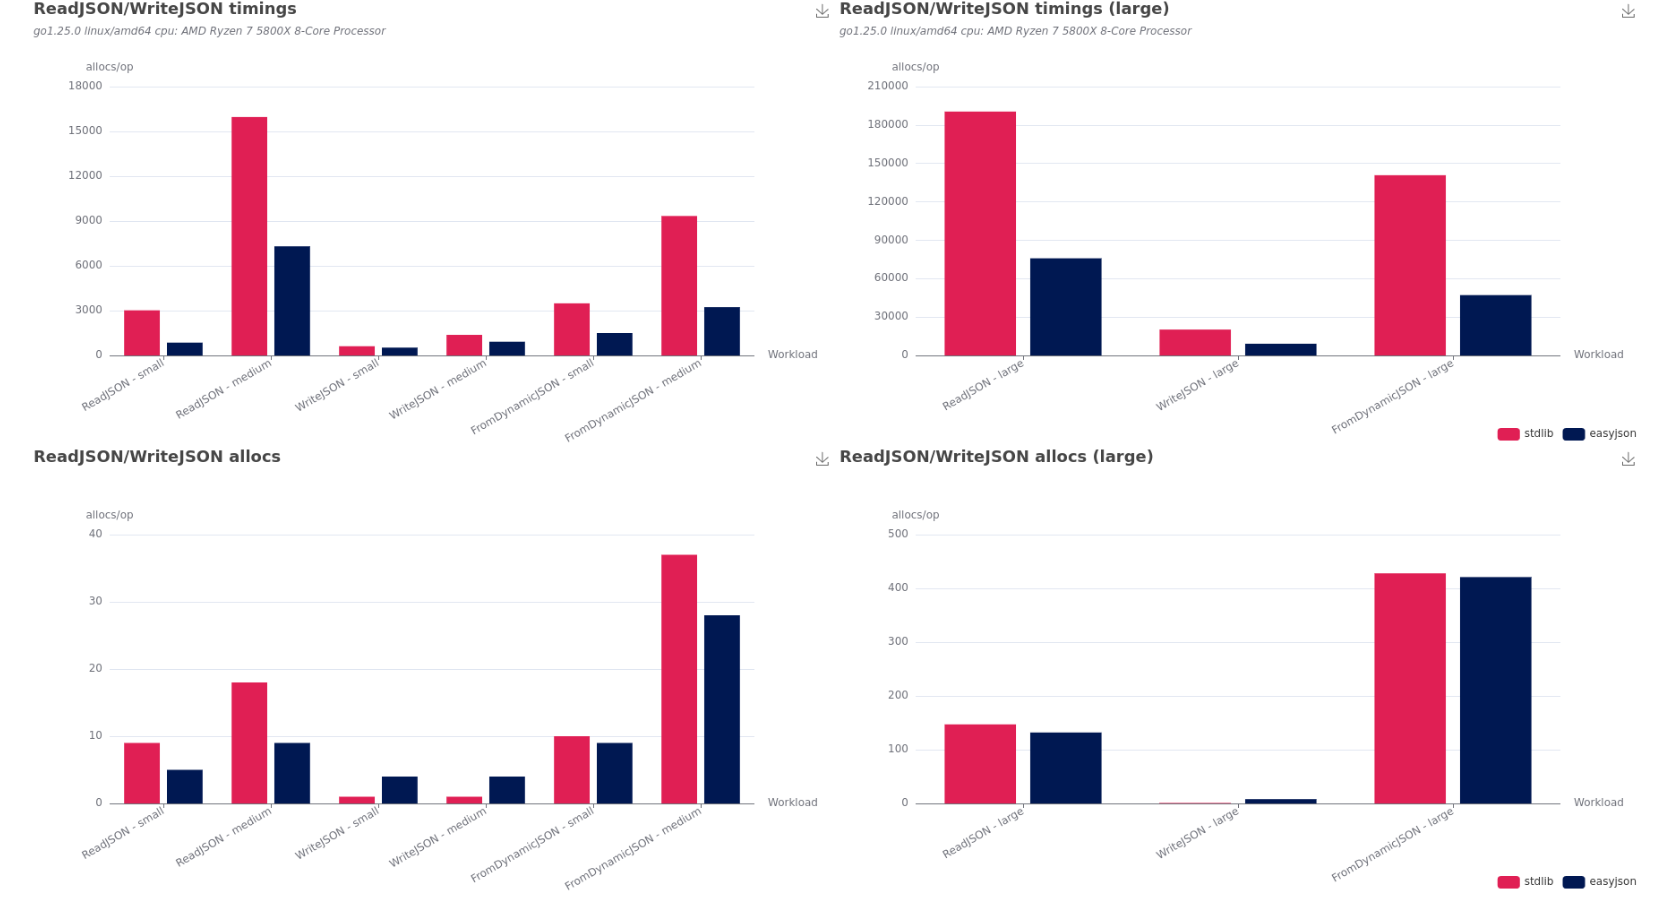 ReadJSON/WriteJSON timings
go1.25.0 linux/amd64 cpu: AMD Ryzen 7 5800X 8-Core Processor
allocs/op
18000
15000
12000
9000
6000
3000
0
Workload
ReadJSON - small
ReadJSON - medium
WriteJSON - small
WriteJSON - medium
FromDynamicJSON - small
FromDynamicJSON - medium
ReadJSON/WriteJSON timings (large)
go1.25.0 linux/amd64 cpu: AMD Ryzen 7 5800X 8-Core Processor
allocs/op
210000
180000
150000
120000
90000
60000
30000
0
Workload
ReadJSON - large
WriteJSON - large
FromDynamicJSON - large
stdlib easyjson
ReadJSON/WriteJSON allocs
allocs/op
40
30
20
10
0
Workload
ReadJSON - small
ReadJSON - medium
WriteJSON - small
WriteJSON - medium
FromDynamicJSON - small
FromDynamicJSON - medium
ReadJSON/WriteJSON allocs (large)
allocs/op
500
400
300
200
100
0
Workload
ReadJSON - large
WriteJSON - large
FromDynamicJSON - large
stdlib easyjson